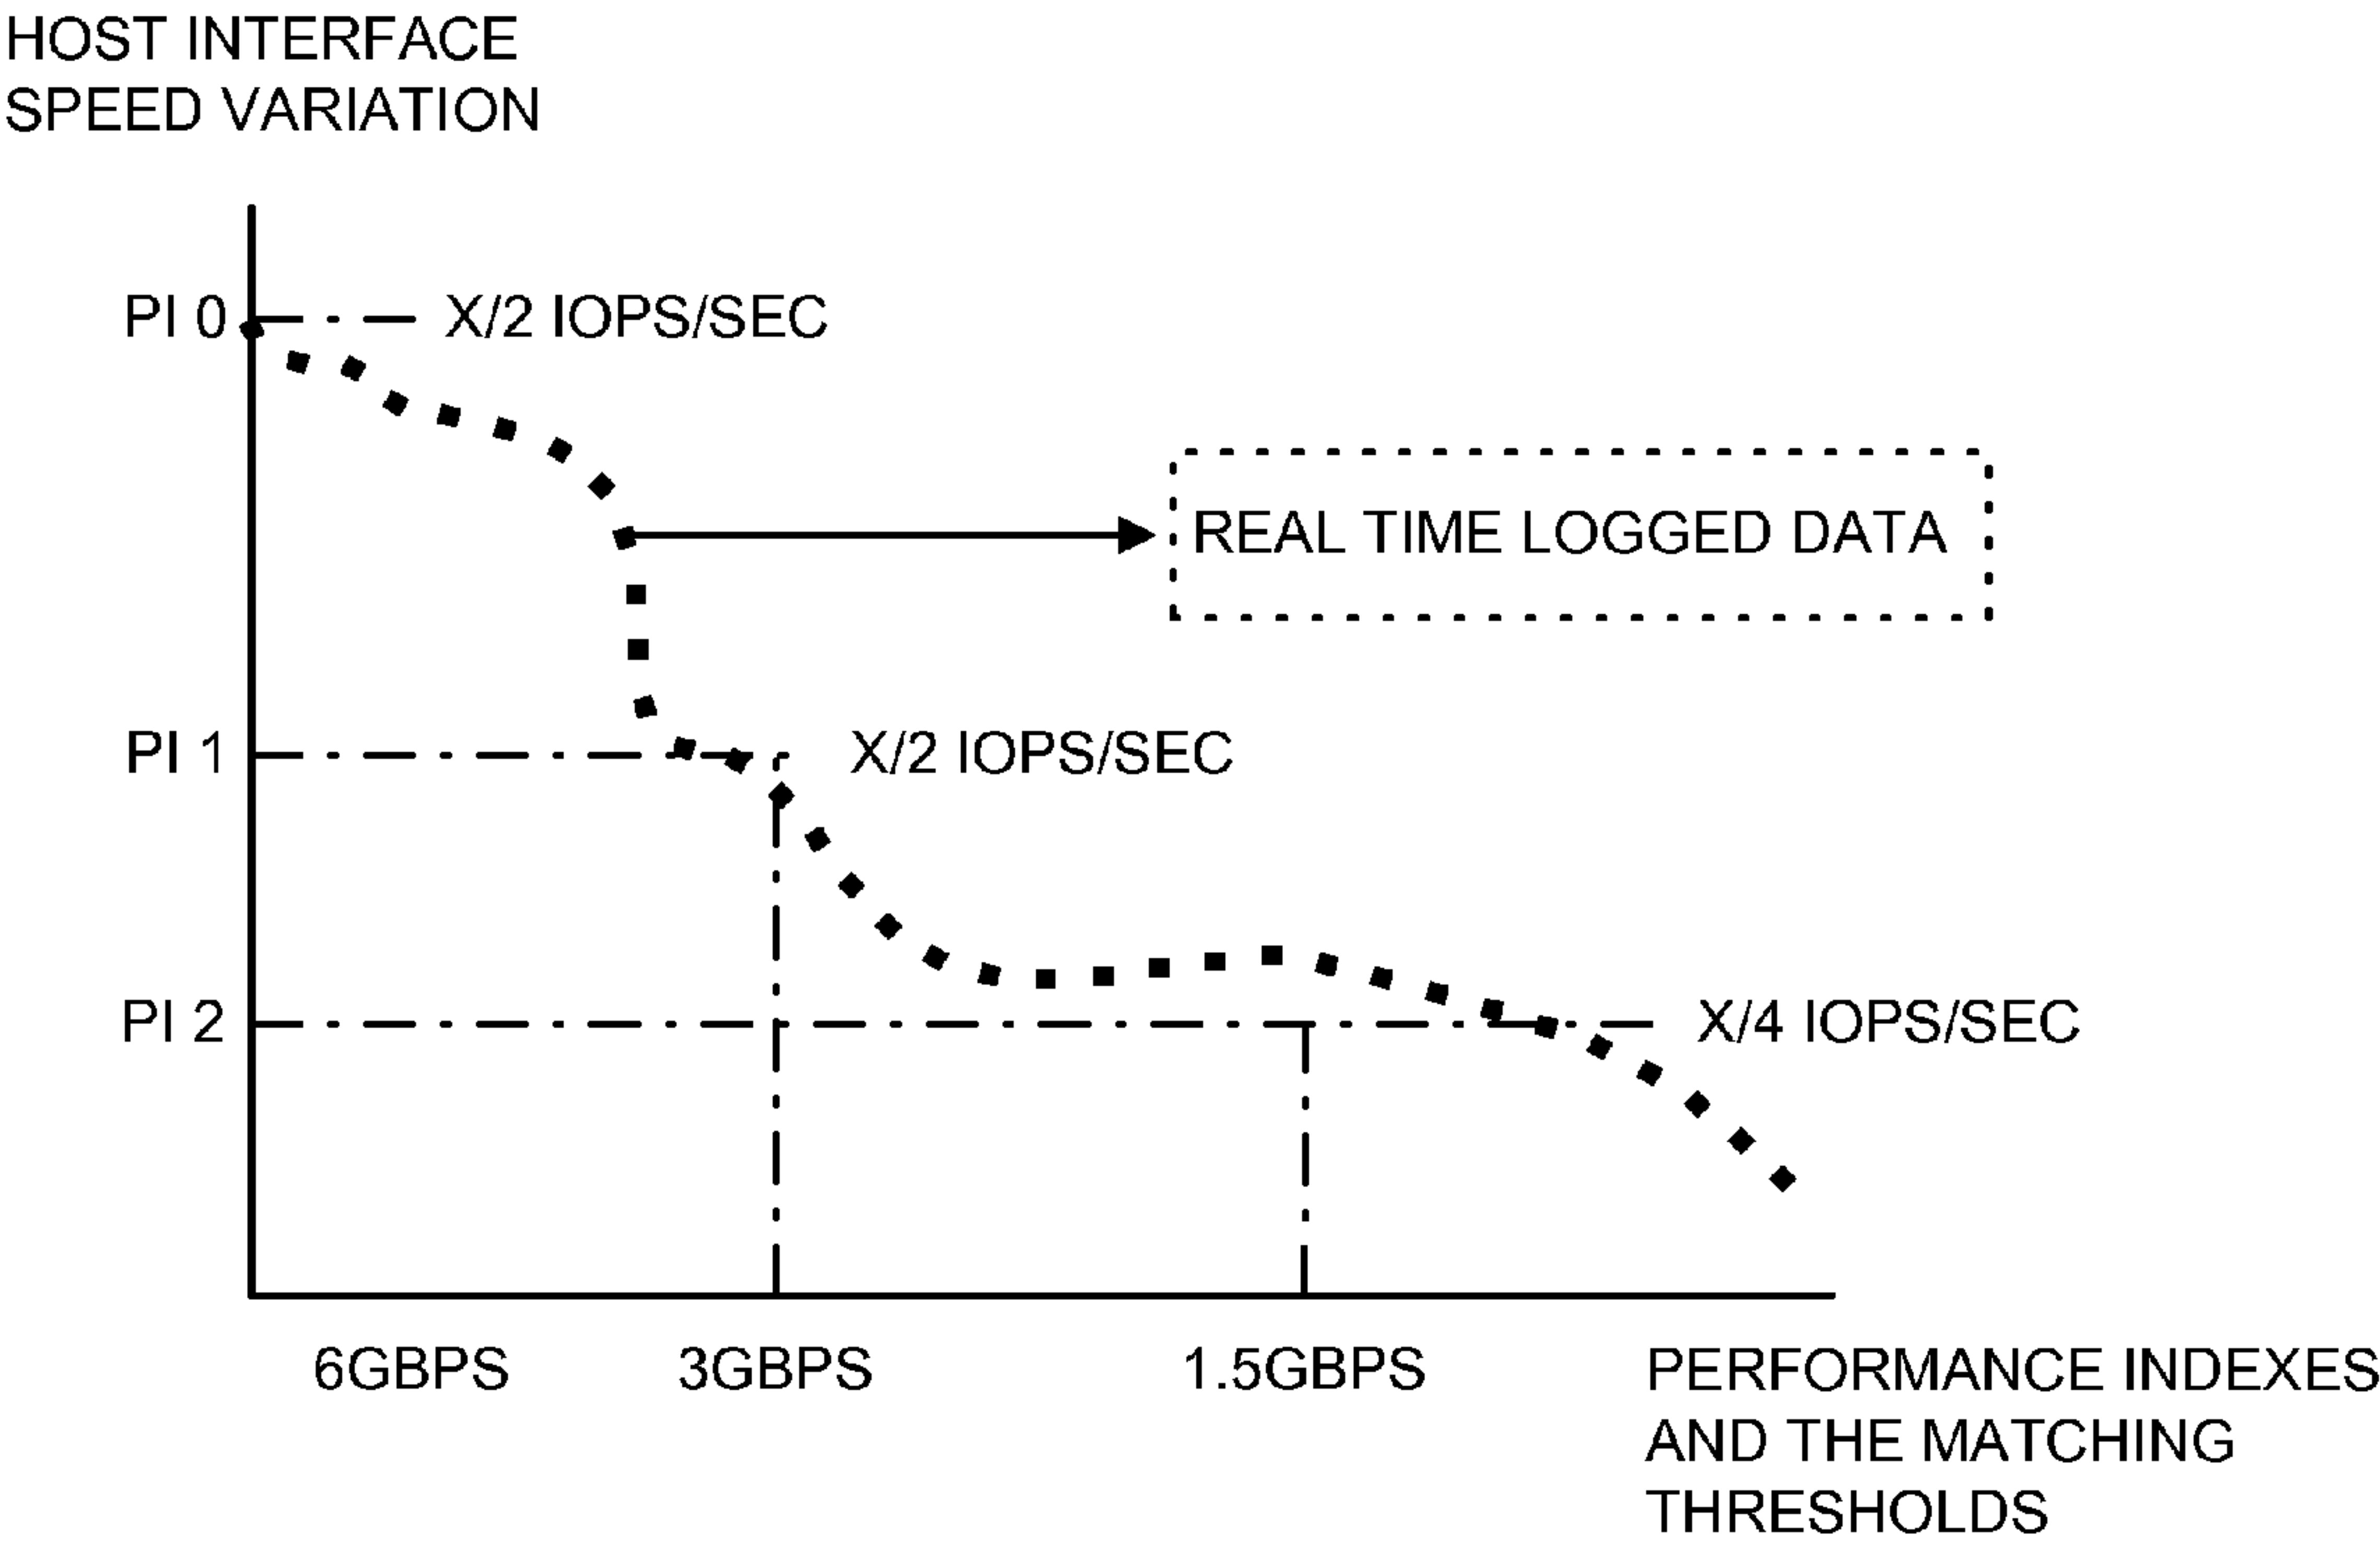 HOST INTERFACE
SPEED VARIATION
PI 0
X/2 IOPS/SEC
REAL TIME LOGGED DATA
PI 1
X/2 IOPS/SEC
PI 2
X/4 IOPS/SEC
6GBPS
3GBPS
1.5GBPS
PERFORMANCE INDEXES
AND THE MATCHING
THRESHOLDS